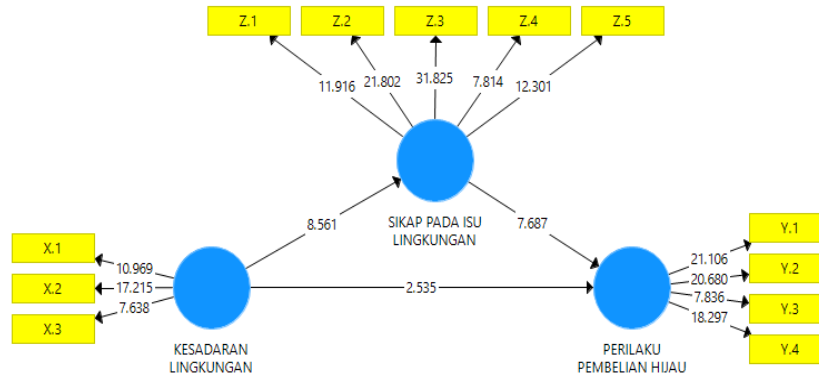 Z.1
Z.2
Z.3
Z.4
Z.5
11.916
21.802
31.825
7.814
12.301
SIKAP PADA ISU
LINGKUNGAN
8.561
7.687
X.1
X.2
X.3
10.969
17.215
7.638
2.535
Y.1
Y.2
Y.3
Y.4
21.106
20.680
7.836
18.297
KESADARAN
LINGKUNGAN
PERILAKU
PEMBELIAN HIJAU